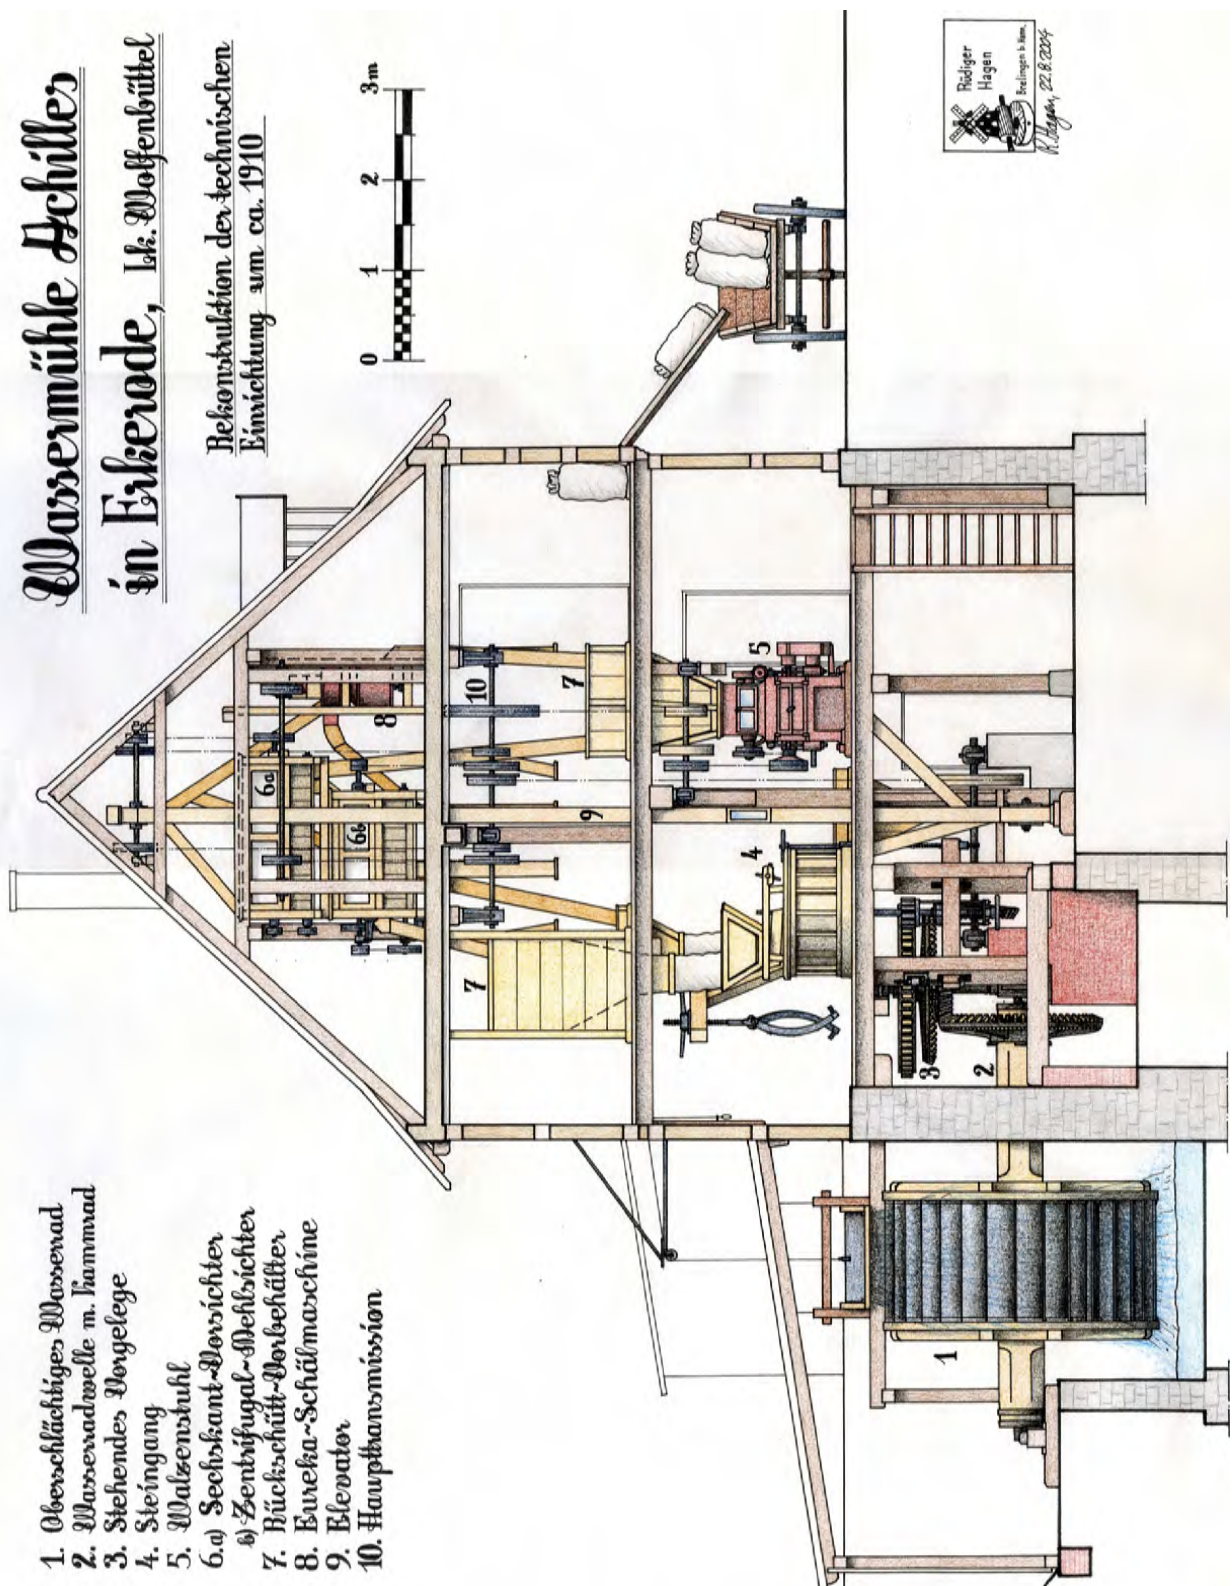 Wassermühle Achilles
in Erkerode, Lk. Wolfenbüttel
Rekonstruktion der technischen
Einrichtung um ca. 1910
0 1 2 3m
1. Oberschlächtiges Wasserrad
2. Wasserradwelle m. Kammrad
3. Stehendes Vorgelege
4. Steingang
5. Walzenstuhl
6.a) Sechskant-Vorsichter
b) Zentrifugal-Mehlsichter
7. Rückschütt-Vorbehälter
8. Eureka-Schälmaschine
9. Elevator
10. Haupttransmission
6a
6b
8
10
7
7
9
5
4
3
2
1
Rüdiger
Hagen
Brelingen b. Hann.
R. Hagen, 22.8.2004